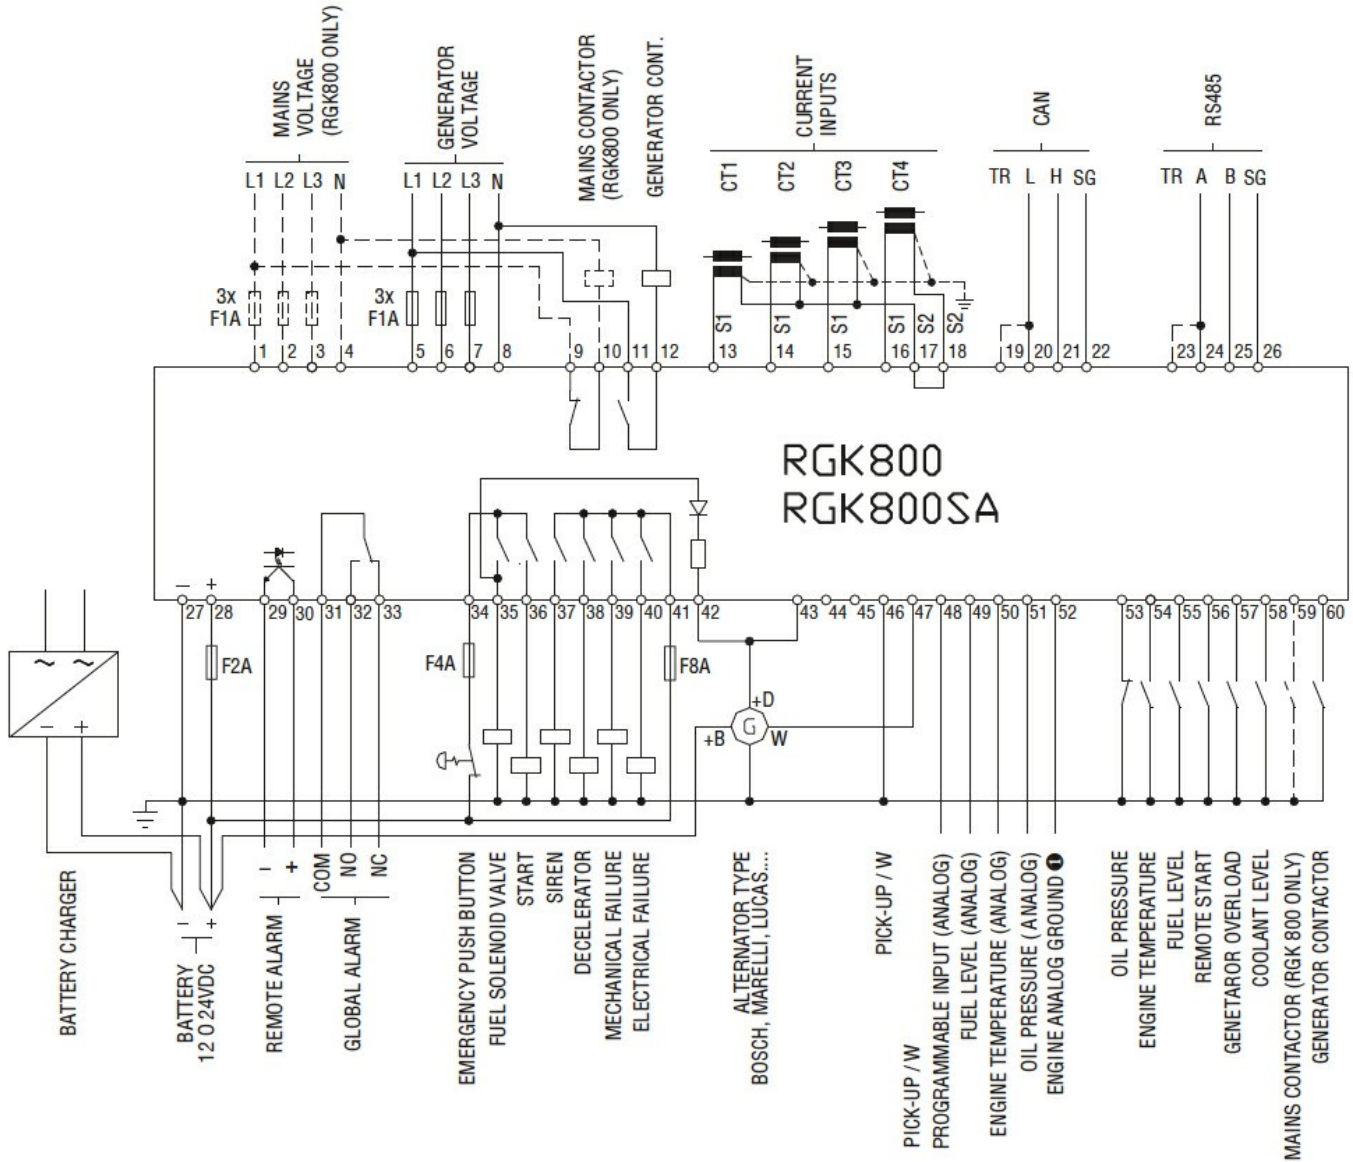 MAINS
VOLTAGE
(RGK800 ONLY)
GENERATOR
VOLTAGE
MAINS CONTACTOR
(RGK800 ONLY)
GENERATOR CONT.
CURRENT
INPUTS
CAN
RS485
L1 L2 L3 N
L1 L2 L3 N
CT1 CT2 CT3 CT4
TR L H SG
TR A B SG
3x
F1A
3x
F1A
S1 S1 S1 S1 S2 S2
1 2 3 4 5 6 7 8 9 10 11 12 13 14 15 16 17 18 19 20 21 22 23 24 25 26
RGK800
RGK800SA
− +
27 28 29 30 31 32 33 34 35 36 37 38 39 40 41 42 43 44 45 46 47 48 49 50 51 52 53 54 55 56 57 58 59 60
F2A
F4A
F8A
~ ~
− +
+D
+B G W
− +
COM NO NC
− +
BATTERY CHARGER
BATTERY
12 O 24VDC
REMOTE ALARM
GLOBAL ALARM
EMERGENCY PUSH BUTTON
FUEL SOLENOID VALVE
START
SIREN
DECELERATOR
MECHANICAL FAILURE
ELECTRICAL FAILURE
ALTERNATOR TYPE
BOSCH, MARELLI, LUCAS....
PICK-UP / W
PICK-UP / W
PROGRAMMABLE INPUT (ANALOG)
FUEL LEVEL (ANALOG)
ENGINE TEMPERATURE (ANALOG)
OIL PRESSURE ( ANALOG)
ENGINE ANALOG GROUND ❶
OIL PRESSURE
ENGINE TEMPERATURE
FUEL LEVEL
REMOTE START
GENETAROR OVERLOAD
COOLANT LEVEL
MAINS CONTACTOR (RGK 800 ONLY)
GENERATOR CONTACTOR